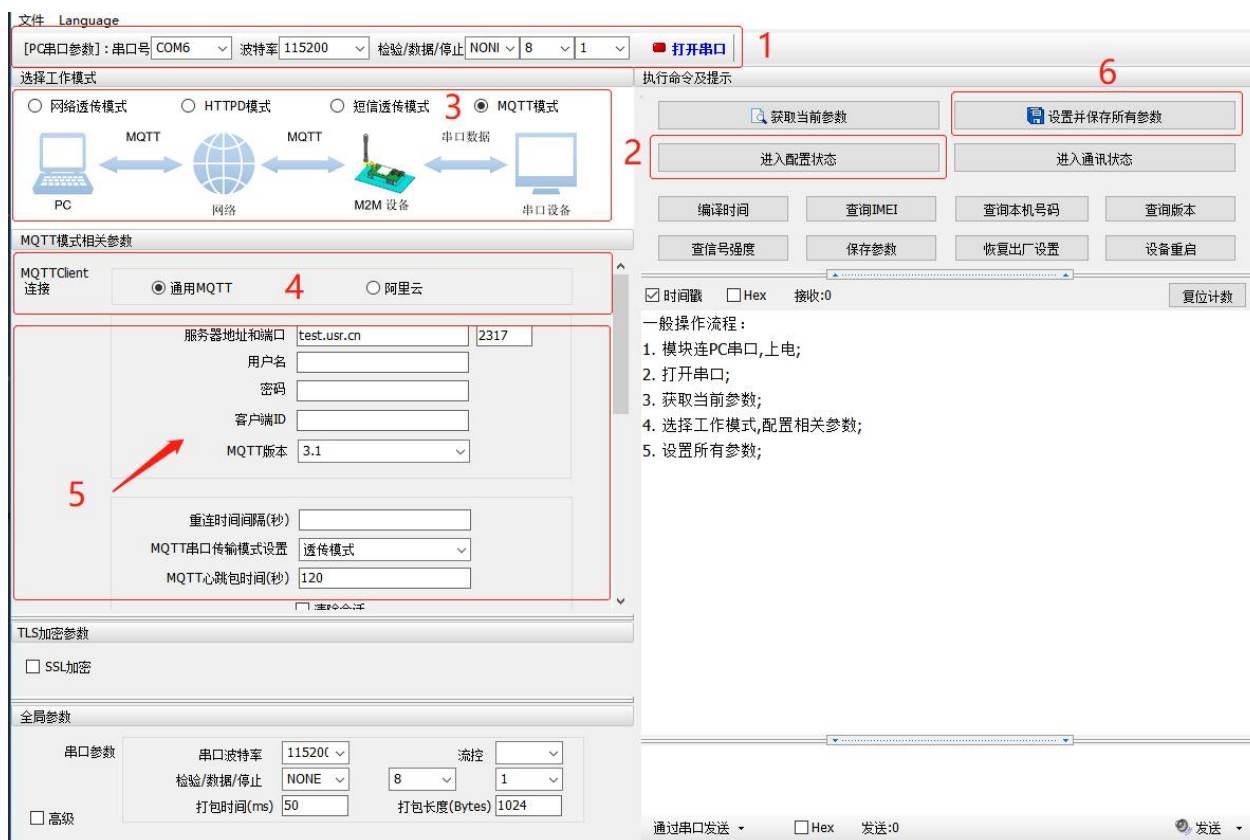 文件 Language
[PC串口参数]:串口号 COM6 波特率 115200 检验/数据/停止 NONI 8 1 打开串口 1
选择工作模式
网络透传模式 HTTPD模式 短信透传模式 3 MQTT模式
MQTT MQTT 串口数据
PC 网络 M2M 设备 串口设备
MQTT模式相关参数
MQTTClient
连接
通用MQTT 4 阿里云
服务器地址和端口 test.usr.cn 2317
用户名
密码
客户端ID
MQTT版本 3.1
5
重连时间间隔(秒)
MQTT串口传输模式设置 透传模式
MQTT心跳包时间(秒) 120
清除会话
TLS加密参数
SSL加密
全局参数
串口参数 串口波特率 11520( 流控
检验/数据/停止 NONE 8 1
打包时间(ms) 50 打包长度(Bytes) 1024
高级
执行命令及提示 6
获取当前参数 设置并保存所有参数
2 进入配置状态 进入通讯状态
编译时间 查询IMEI 查询本机号码 查询版本
查信号强度 保存参数 恢复出厂设置 设备重启
时间戳 Hex 接收:0 复位计数
一般操作流程:
1. 模块连PC串口,上电;
2. 打开串口;
3. 获取当前参数;
4. 选择工作模式,配置相关参数;
5. 设置所有参数;
通过串口发送 Hex 发送:0 发送